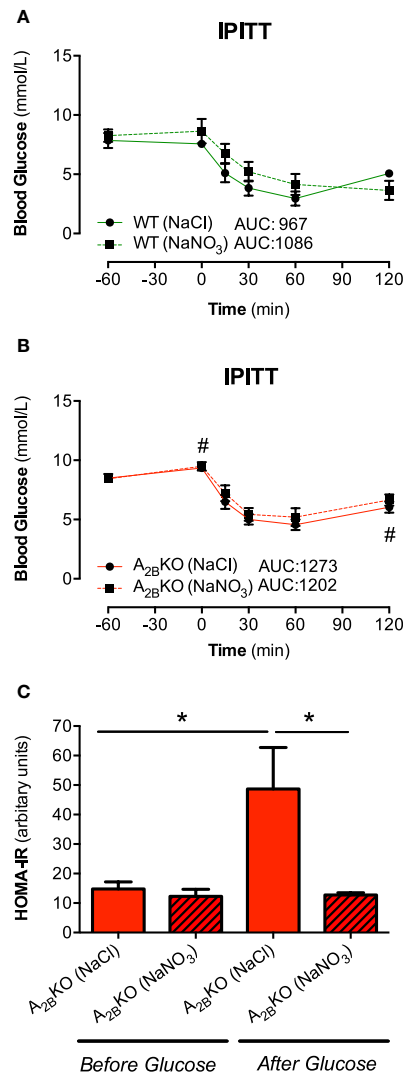 A
IPITT
Blood Glucose (mmol/L)
15
10
5
0
WT (NaCl) AUC: 967
WT (NaNO3) AUC:1086
-60 -30 0 30 60 90 120
Time (min)
B
IPITT
Blood Glucose (mmol/L)
15
10
5
0
#
#
A2BKO (NaCl) AUC:1273
A2BKO (NaNO3) AUC:1202
-60 -30 0 30 60 90 120
Time (min)
C
HOMA-IR (arbitary units)
70
60
50
40
30
20
10
0
* *
A2BKO (NaCl)
A2BKO (NaNO3)
A2BKO (NaCl)
A2BKO (NaNO3)
Before Glucose After Glucose